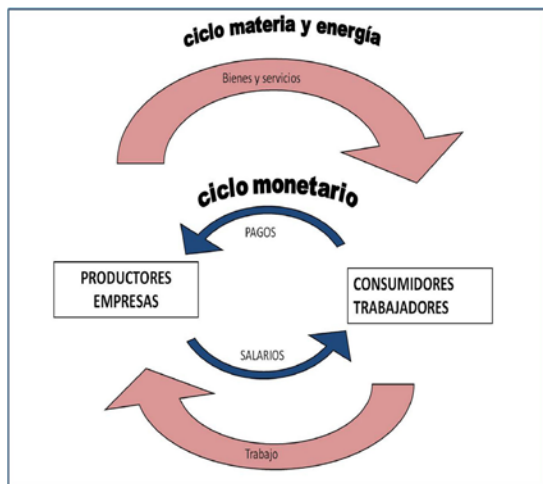 ciclo materia y energía
Bienes y servicios
ciclo monetario
PAGOS
PRODUCTORES
EMPRESAS
CONSUMIDORES
TRABAJADORES
SALARIOS
Trabajo